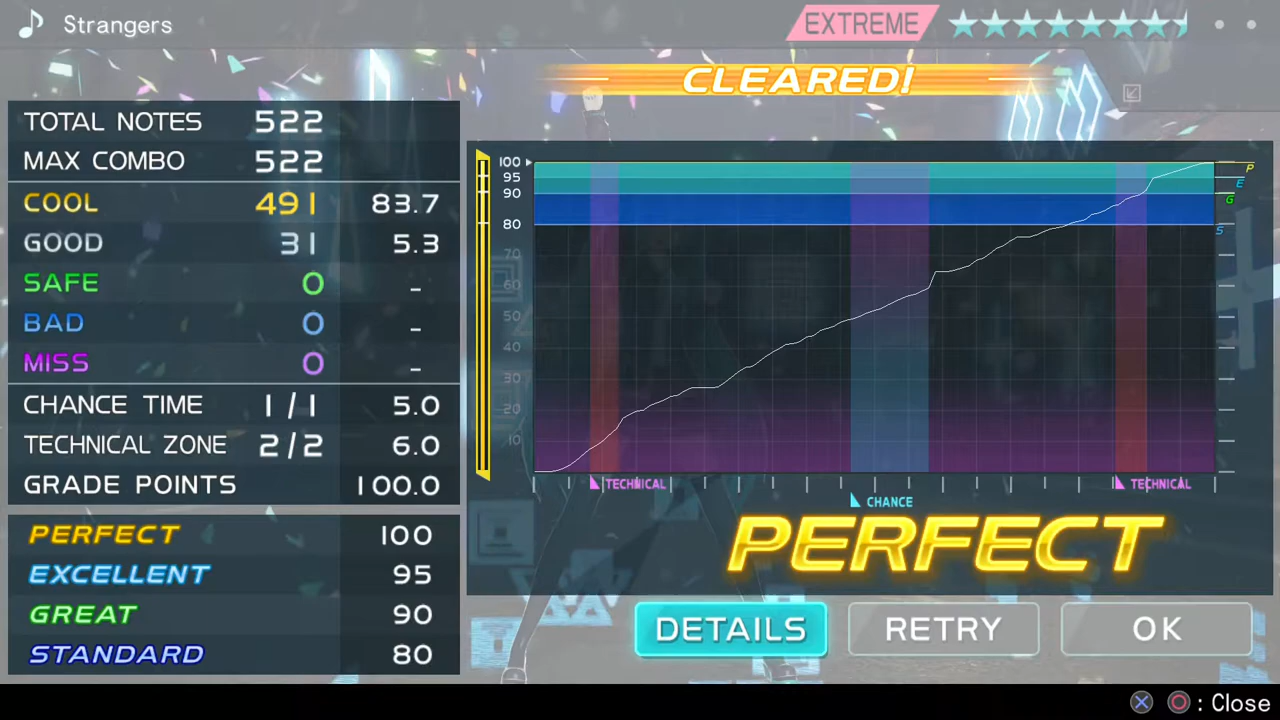 Strangers
EXTREME
CLEARED!
TOTAL NOTES 522
MAX COMBO 522
COOL 491 83.7
GOOD 31 5.3
SAFE 0 -
BAD 0 -
MISS 0 -
CHANCE TIME 1/1 5.0
TECHNICAL ZONE 2/2 6.0
GRADE POINTS 100.0
PERFECT 100
EXCELLENT 95
GREAT 90
STANDARD 80
100
95
90
80
70
60
50
40
30
20
10
P
E
G
S
TECHNICAL
CHANCE
TECHNICAL
PERFECT
DETAILS RETRY OK
: Close